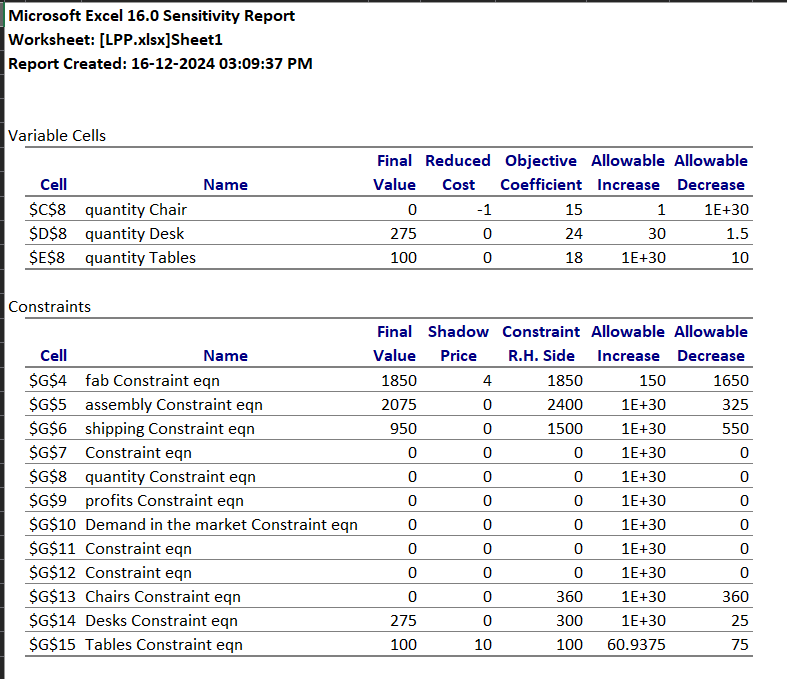 Microsoft Excel 16.0 Sensitivity Report
Worksheet: [LPP.xlsx]Sheet1
Report Created: 16-12-2024 03:09:37 PM
Variable Cells
Final Reduced Objective Allowable Allowable
Cell Name Value Cost Coefficient Increase Decrease
$C$8 quantity Chair 0 -1 15 1 1E+30
$D$8 quantity Desk 275 0 24 30 1.5
$E$8 quantity Tables 100 0 18 1E+30 10
Constraints
Final Shadow Constraint Allowable Allowable
Cell Name Value Price R.H. Side Increase Decrease
$G$4 fab Constraint eqn 1850 4 1850 150 1650
$G$5 assembly Constraint eqn 2075 0 2400 1E+30 325
$G$6 shipping Constraint eqn 950 0 1500 1E+30 550
$G$7 Constraint eqn 0 0 0 1E+30 0
$G$8 quantity Constraint eqn 0 0 0 1E+30 0
$G$9 profits Constraint eqn 0 0 0 1E+30 0
$G$10 Demand in the market Constraint eqn 0 0 0 1E+30 0
$G$11 Constraint eqn 0 0 0 1E+30 0
$G$12 Constraint eqn 0 0 0 1E+30 0
$G$13 Chairs Constraint eqn 0 0 360 1E+30 360
$G$14 Desks Constraint eqn 275 0 300 1E+30 25
$G$15 Tables Constraint eqn 100 10 100 60.9375 75